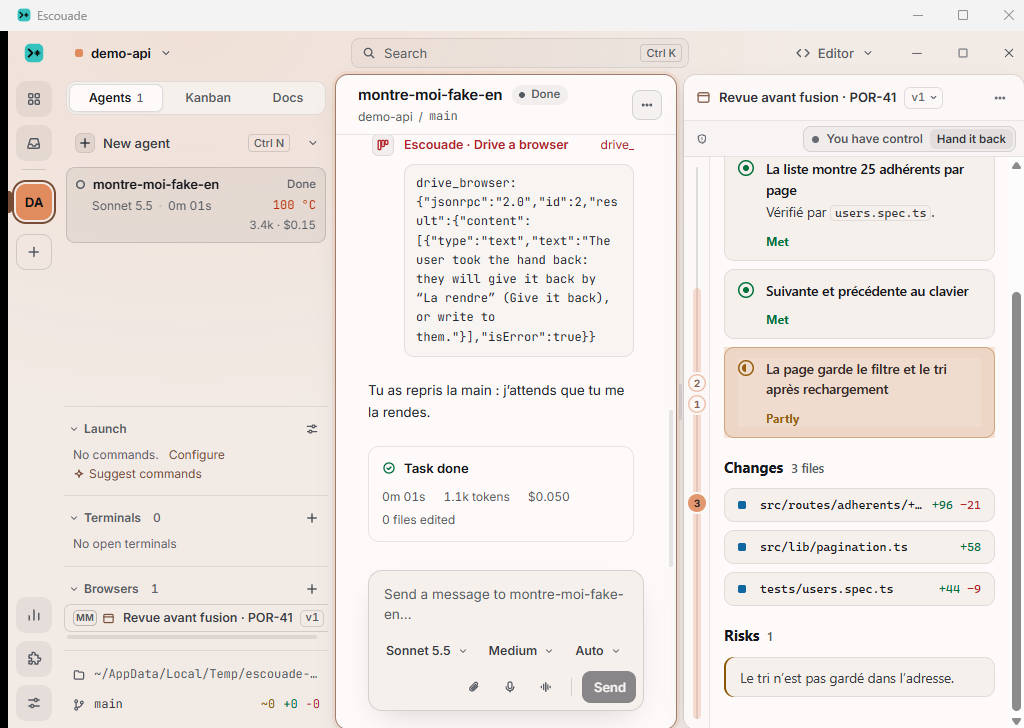 Escouade
demo-api
Search
Ctrl K
Editor
Agents 1
Kanban
Docs
New agent
Ctrl N
DA
montre-moi-fake-en
Done
Sonnet 5.5 · 0m 01s
100 °C
3.4k · $0.15
Launch
No commands. Configure
Suggest commands
Terminals 0
No open terminals
Browsers 1
MM
Revue avant fusion · POR-41
v1
~/AppData/Local/Temp/escouade-…
main
~0 +0 -0
montre-moi-fake-en
Done
demo-api / main
Escouade · Drive a browser
drive_
drive_browser:
{"jsonrpc":"2.0","id":2,"res
ult":{"content":
[{"type":"text","text":"The
user took the hand back:
they will give it back by
“La rendre” (Give it back),
or write to
them."}],"isError":true}}
Tu as repris la main : j’attends que tu me
la rendes.
Task done
0m 01s 1.1k tokens $0.050
0 files edited
Send a message to montre-moi-fake-
en...
Sonnet 5.5
Medium
Auto
Send
Revue avant fusion · POR-41
v1
You have control
Hand it back
2
1
3
La liste montre 25 adhérents par
page
Vérifié par users.spec.ts.
Met
Suivante et précédente au clavier
Met
La page garde le filtre et le tri
après rechargement
Partly
Changes 3 files
src/routes/adherents/+… +96 −21
src/lib/pagination.ts +58
tests/users.spec.ts +44 −9
Risks 1
Le tri n’est pas gardé dans l’adresse.